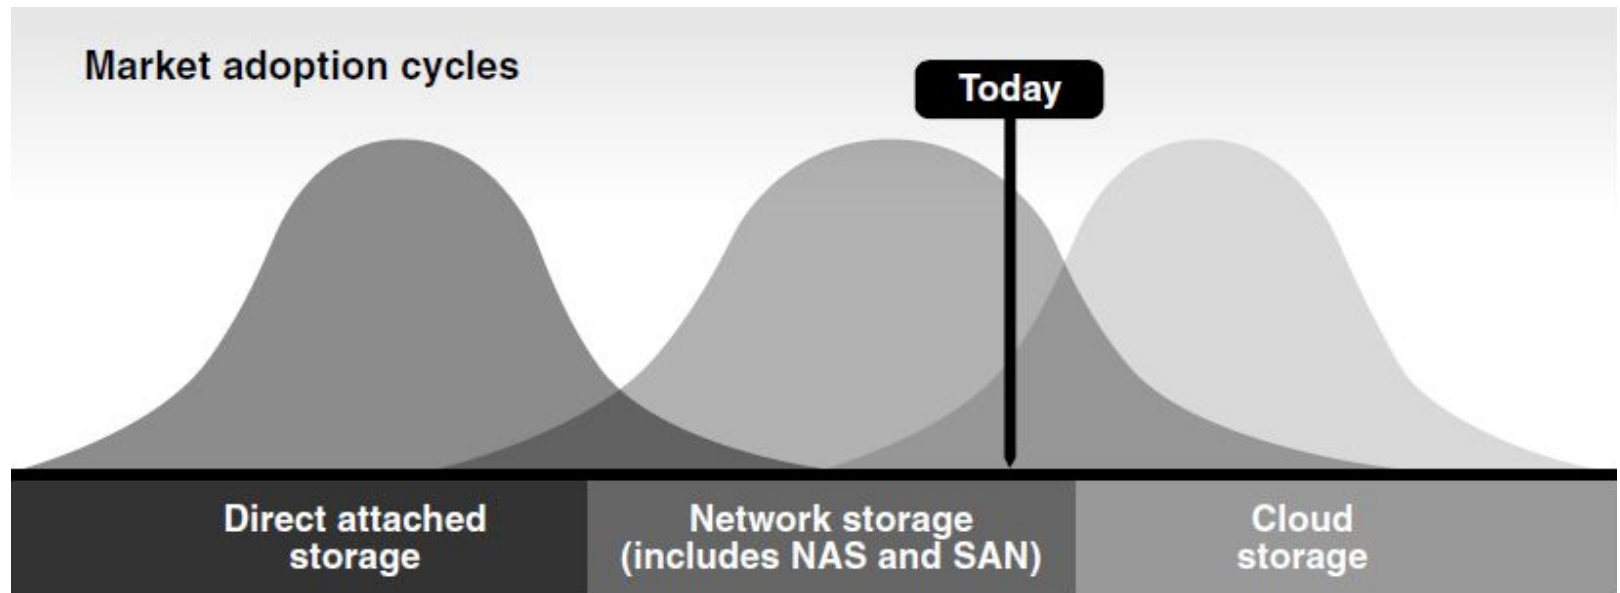 Market adoption cycles
Today
Direct attached
storage
Network storage
(includes NAS and SAN)
Cloud
storage